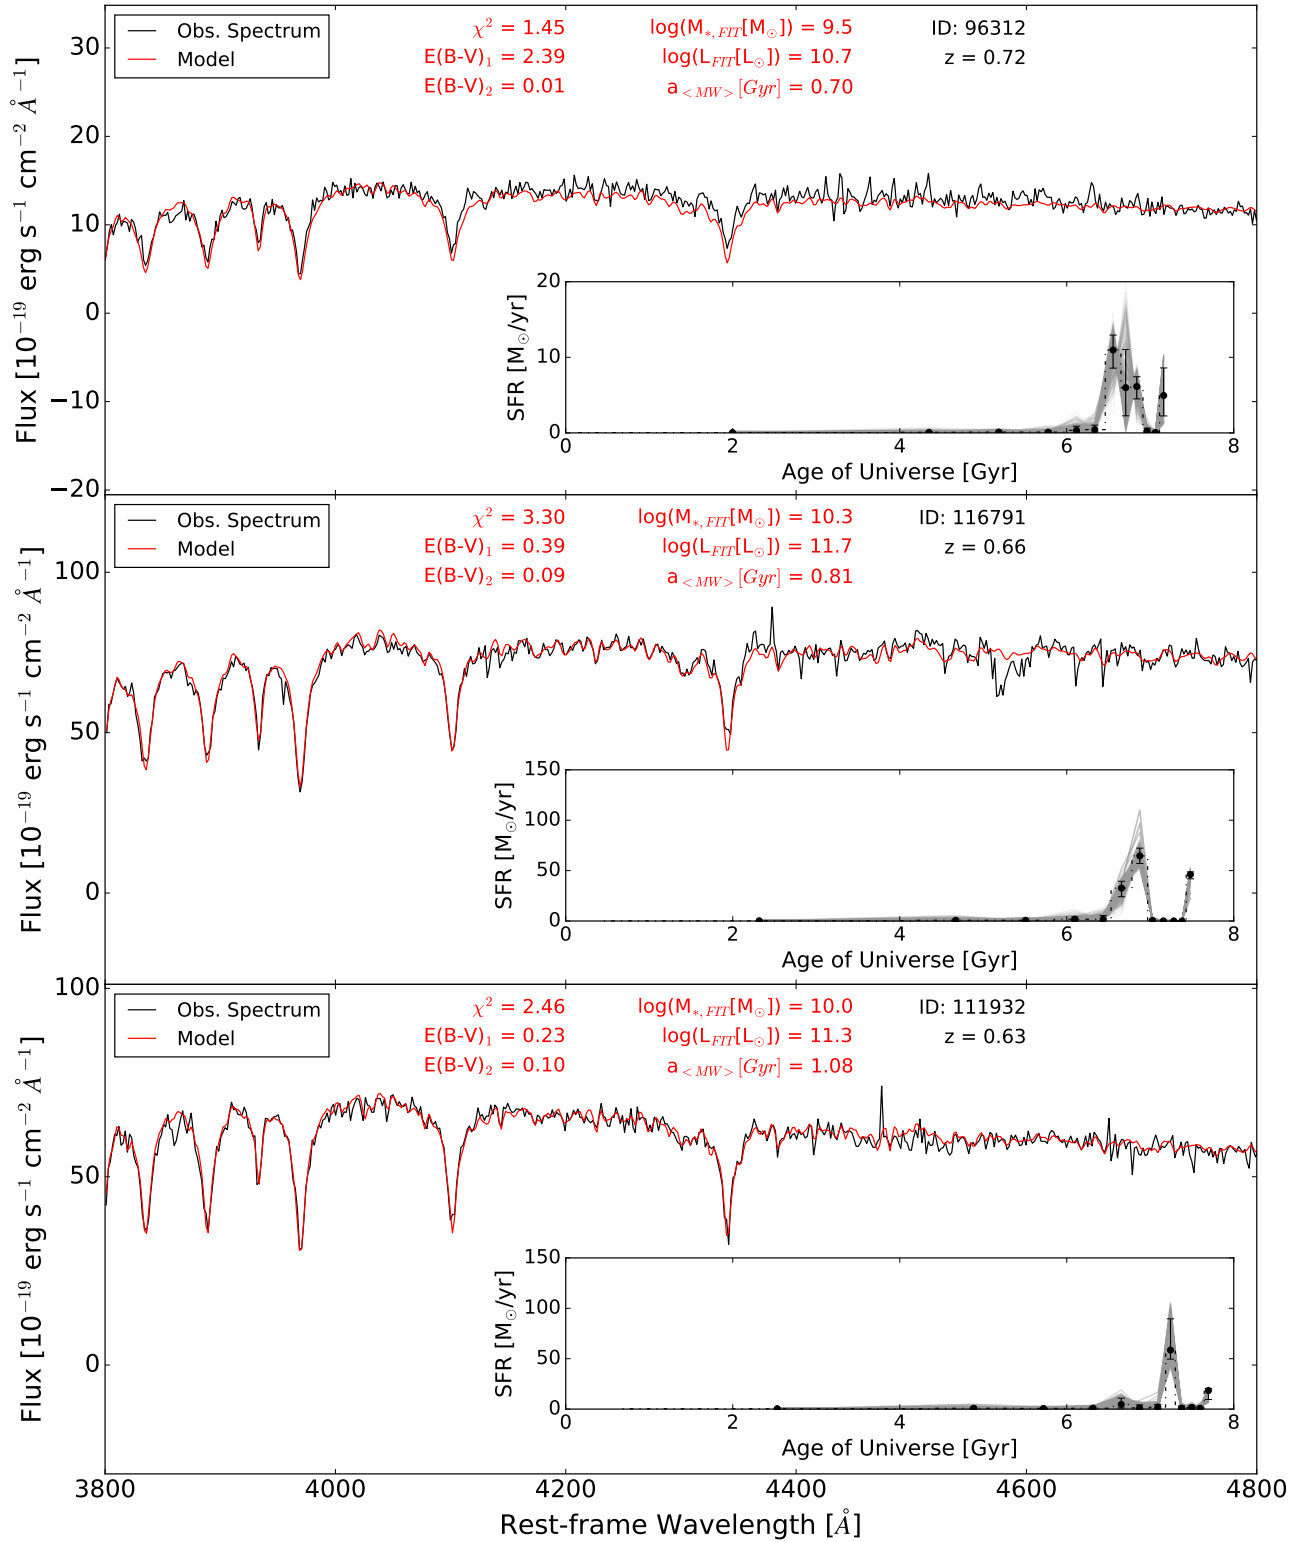 Obs. Spectrum
Model
χ² = 1.45
E(B-V)₁ = 2.39
E(B-V)₂ = 0.01
log(M*,FIT[M☉]) = 9.5
log(L_FIT[L☉]) = 10.7
a<MW>[Gyr] = 0.70
ID: 96312
z = 0.72
Flux [10⁻¹⁹ erg s⁻¹ cm⁻² Å⁻¹]
30
20
10
0
−10
−20
SFR [M☉/yr]
20
10
0
0 2 4 6 8
Age of Universe [Gyr]
Obs. Spectrum
Model
χ² = 3.30
E(B-V)₁ = 0.39
E(B-V)₂ = 0.09
log(M*,FIT[M☉]) = 10.3
log(L_FIT[L☉]) = 11.7
a<MW>[Gyr] = 0.81
ID: 116791
z = 0.66
Flux [10⁻¹⁹ erg s⁻¹ cm⁻² Å⁻¹]
100
50
0
SFR [M☉/yr]
150
100
50
0
0 2 4 6 8
Age of Universe [Gyr]
Obs. Spectrum
Model
χ² = 2.46
E(B-V)₁ = 0.23
E(B-V)₂ = 0.10
log(M*,FIT[M☉]) = 10.0
log(L_FIT[L☉]) = 11.3
a<MW>[Gyr] = 1.08
ID: 111932
z = 0.63
Flux [10⁻¹⁹ erg s⁻¹ cm⁻² Å⁻¹]
100
50
0
SFR [M☉/yr]
150
100
50
0
0 2 4 6 8
Age of Universe [Gyr]
3800 4000 4200 4400 4600 4800
Rest-frame Wavelength [Å]